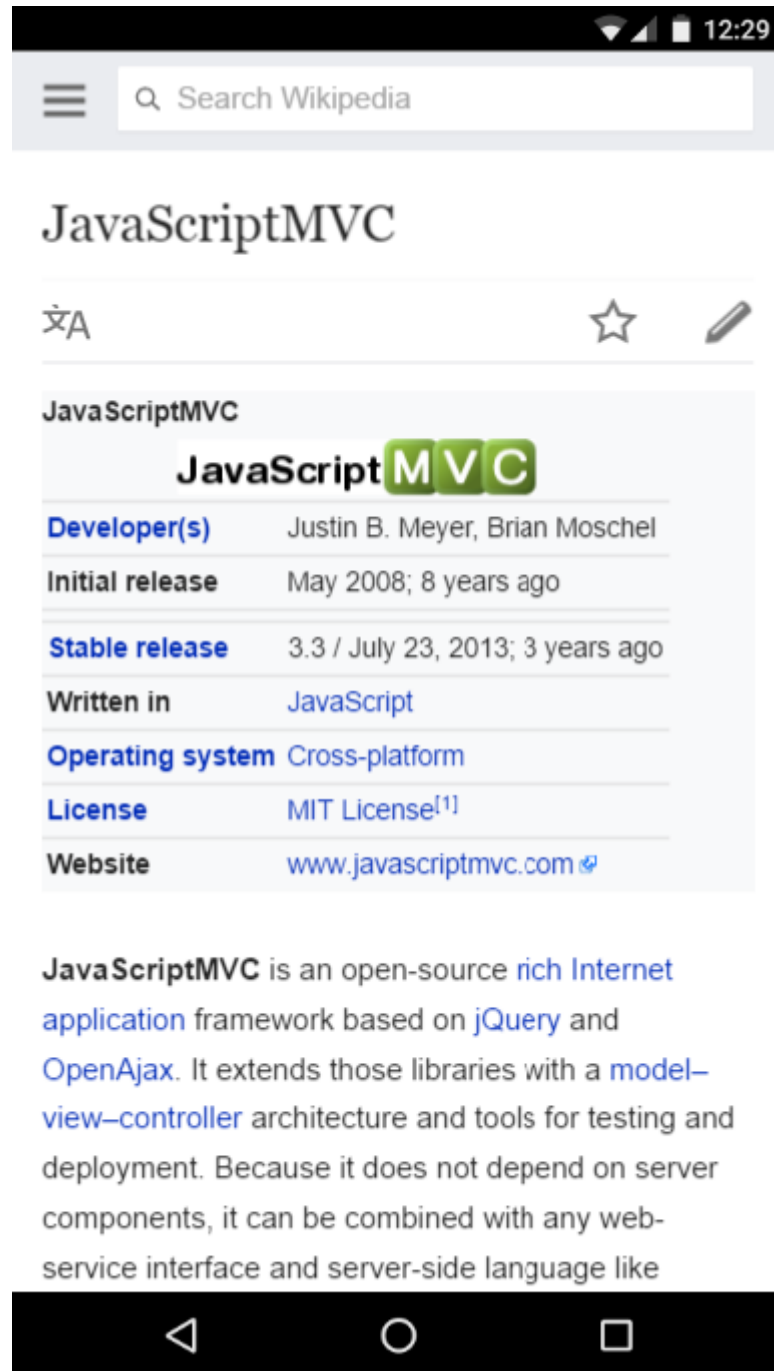 12:29
Search Wikipedia
JavaScriptMVC
文A
JavaScriptMVC
JavaScriptMVC
Developer(s) Justin B. Meyer, Brian Moschel
Initial release May 2008; 8 years ago
Stable release 3.3 / July 23, 2013; 3 years ago
Written in JavaScript
Operating system Cross-platform
License MIT License[1]
Website www.javascriptmvc.com
JavaScriptMVC is an open-source rich Internet
application framework based on jQuery and
OpenAjax. It extends those libraries with a model–
view–controller architecture and tools for testing and
deployment. Because it does not depend on server
components, it can be combined with any web-
service interface and server-side language like